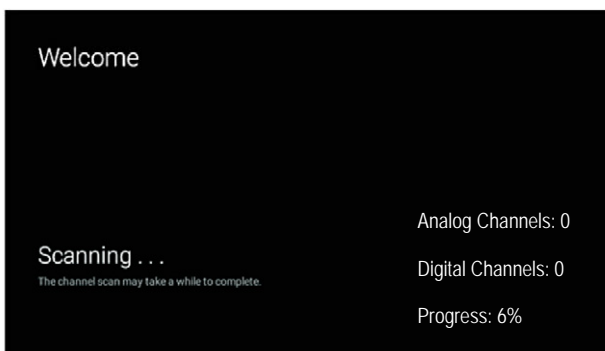 Welcome
Analog Channels: 0
Scanning . . .
The channel scan may take a while to complete.
Digital Channels: 0
Progress: 6%